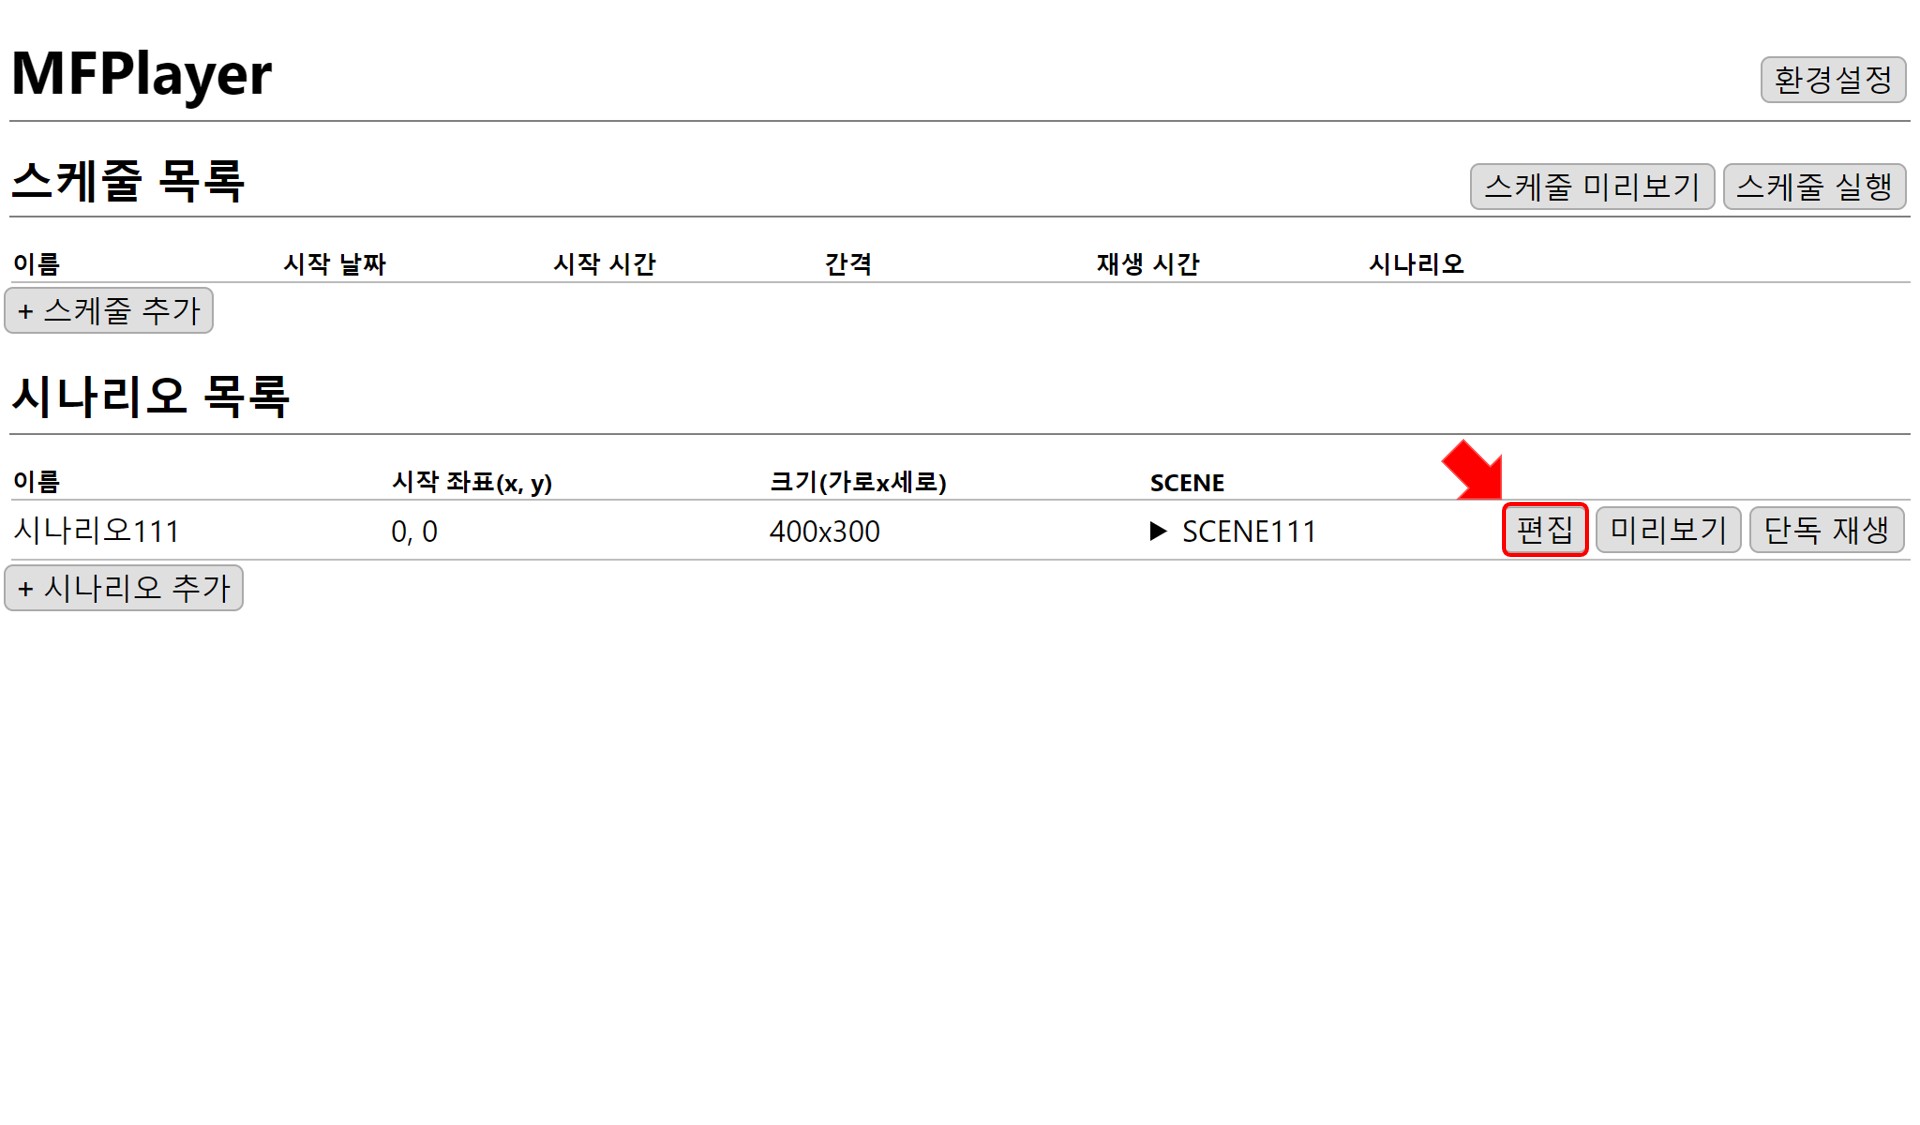 MFPlayer 환경설정
스케줄 목록 스케줄 미리보기 스케줄 실행
이름 시작 날짜 시작 시간 간격 재생 시간 시나리오
+ 스케줄 추가
시나리오 목록
이름 시작 좌표(x, y) 크기(가로x세로) SCENE
시나리오111 0, 0 400x300 ▶ SCENE111 편집 미리보기 단독 재생
+ 시나리오 추가